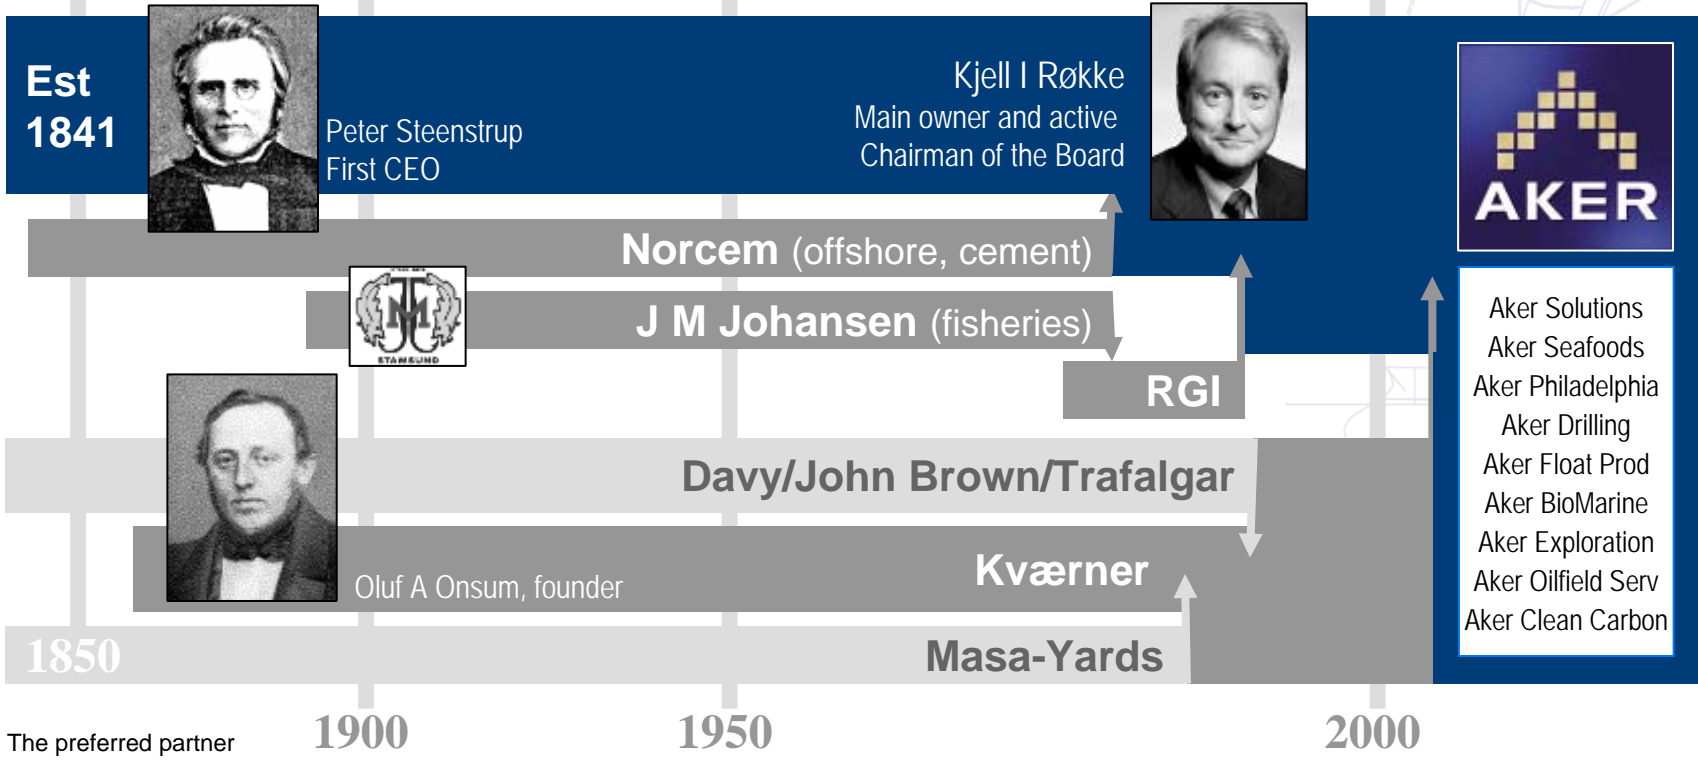 Est
1841
Peter Steenstrup
First CEO
Kjell I Røkke
Main owner and active
Chairman of the Board
AKER
Norcem (offshore, cement)
J M Johansen (fisheries)
JM
STAMSUND
RGI
Davy/John Brown/Trafalgar
Kværner
Oluf A Onsum, founder
Masa-Yards
Aker Solutions
Aker Seafoods
Aker Philadelphia
Aker Drilling
Aker Float Prod
Aker BioMarine
Aker Exploration
Aker Oilfield Serv
Aker Clean Carbon
1850
1900
1950
2000
The preferred partner